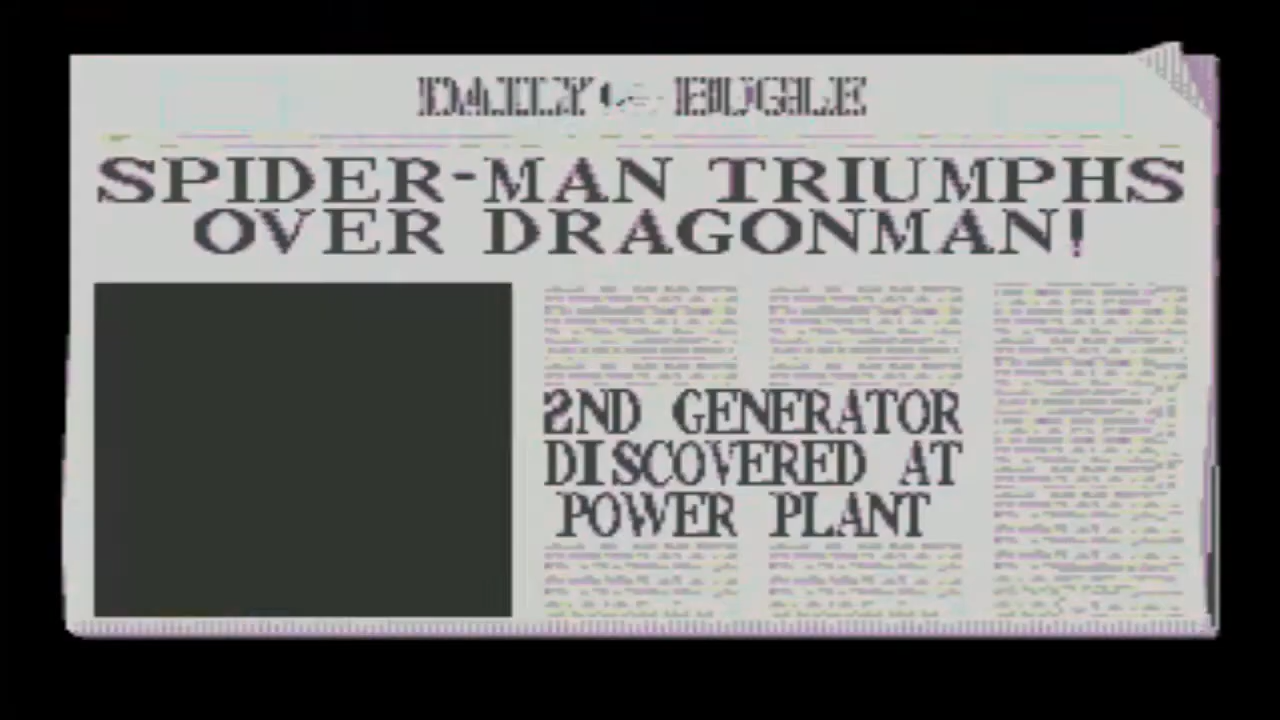 DAILY BUGLE
SPIDER-MAN TRIUMPHS
OVER DRAGONMAN!
2ND GENERATOR
DISCOVERED AT
POWER PLANT